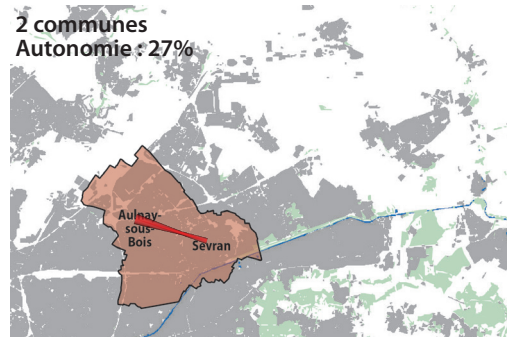 2 communes
Autonomie : 27%
Aulnay-
sous-
Bois
Sevran